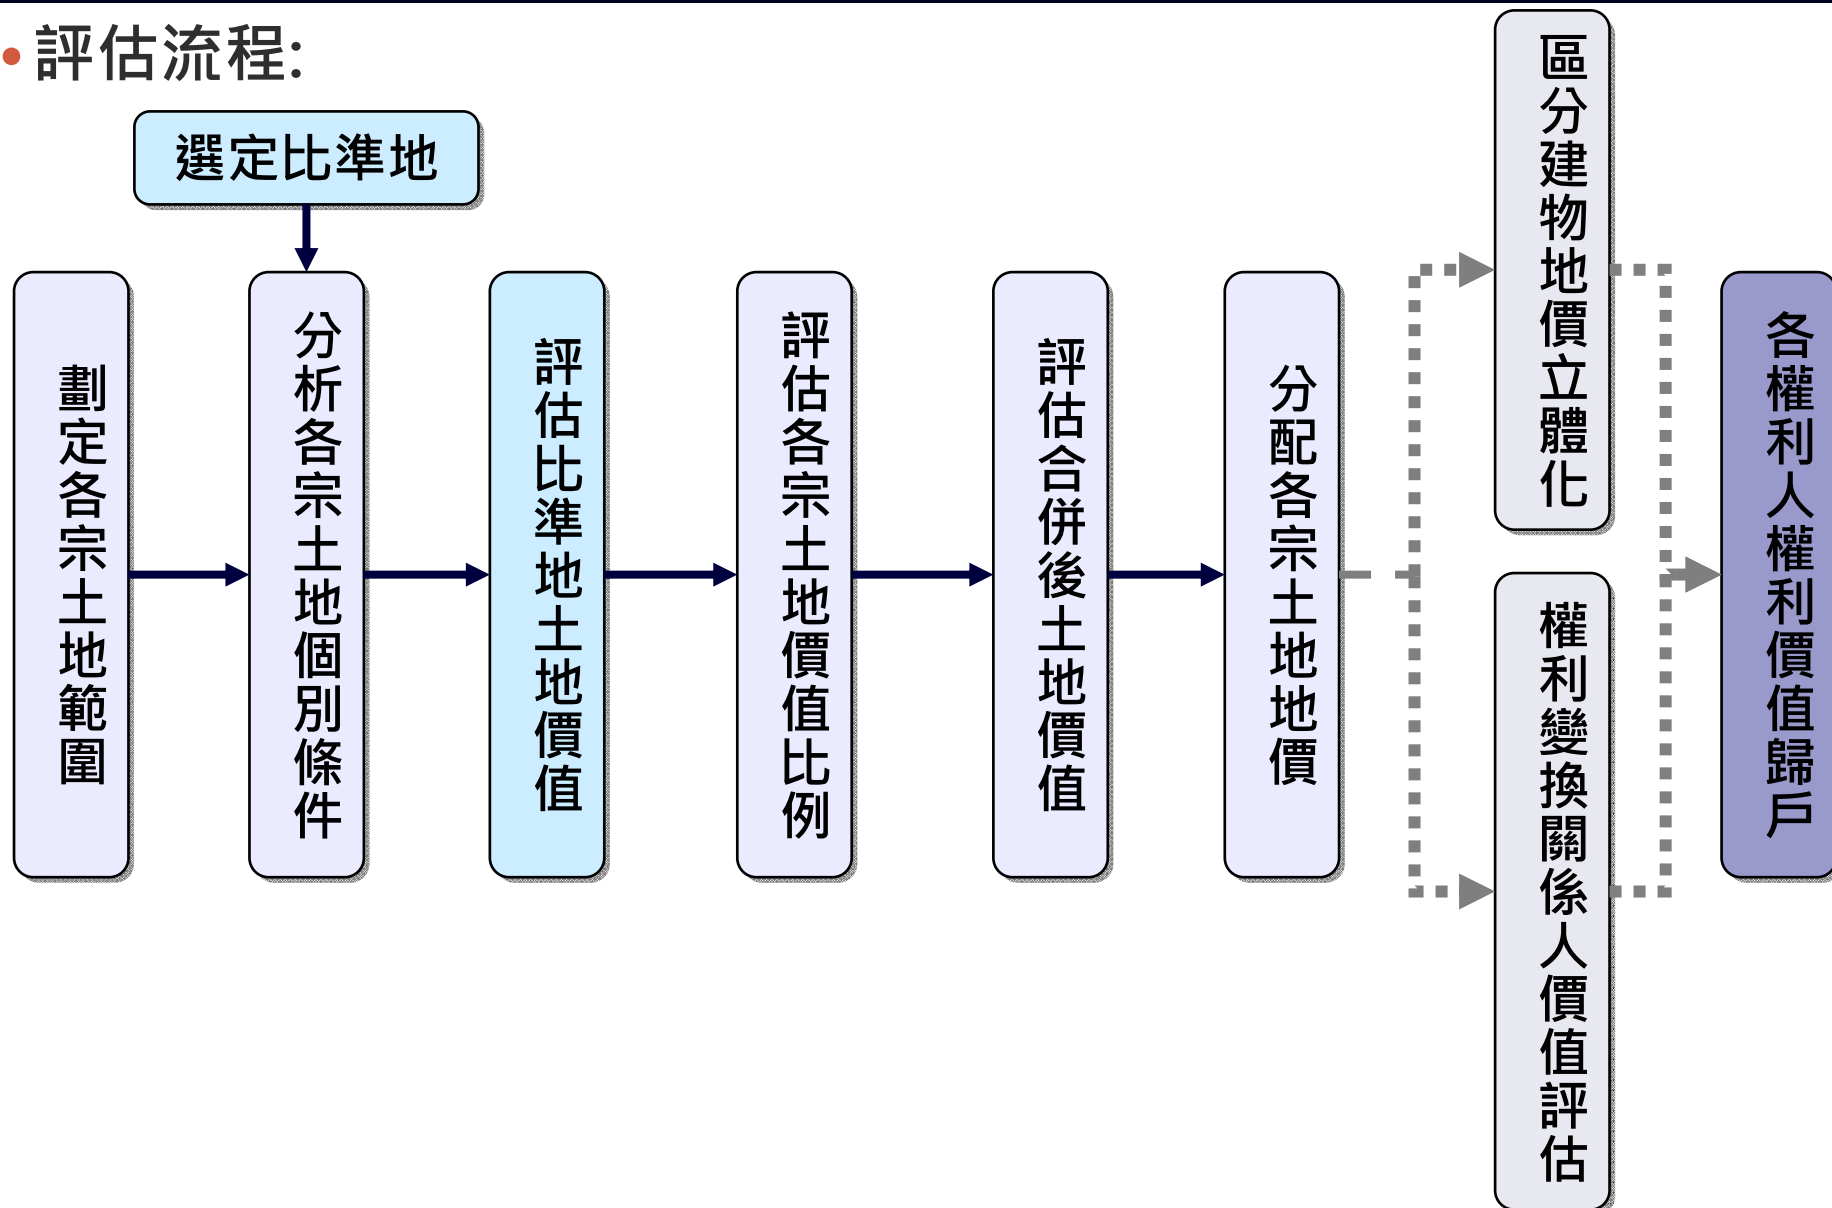 •評估流程:
選定比準地
劃定各宗土地範圍
分析各宗土地個別條件
評估比準地土地價值
評估各宗土地價值比例
評估合併後土地價值
分配各宗土地地價
區分建物地價立體化
權利變換關係人價值評估
各權利人權利價值歸戶